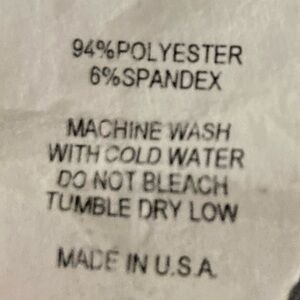 94%POLYESTER
6%SPANDEX
MACHINE WASH
WITH COLD WATER
DO NOT BLEACH
TUMBLE DRY LOW
MADE IN U.S.A.